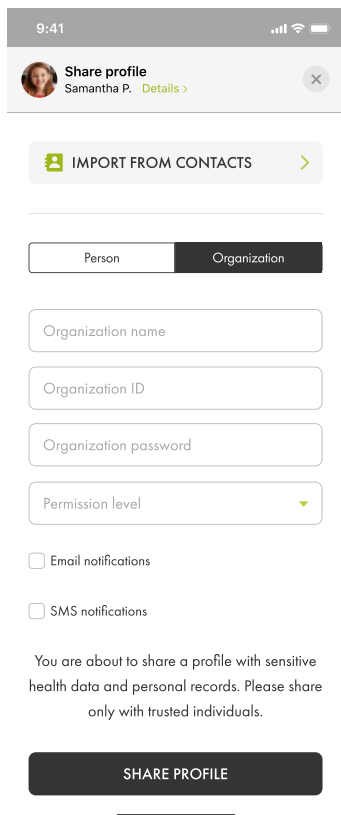 9:41
Share profile
Samantha P. Details >
IMPORT FROM CONTACTS
Person Organization
Organization name
Organization ID
Organization password
Permission level
Email notifications
SMS notifications
You are about to share a profile with sensitive
health data and personal records. Please share
only with trusted individuals.
SHARE PROFILE